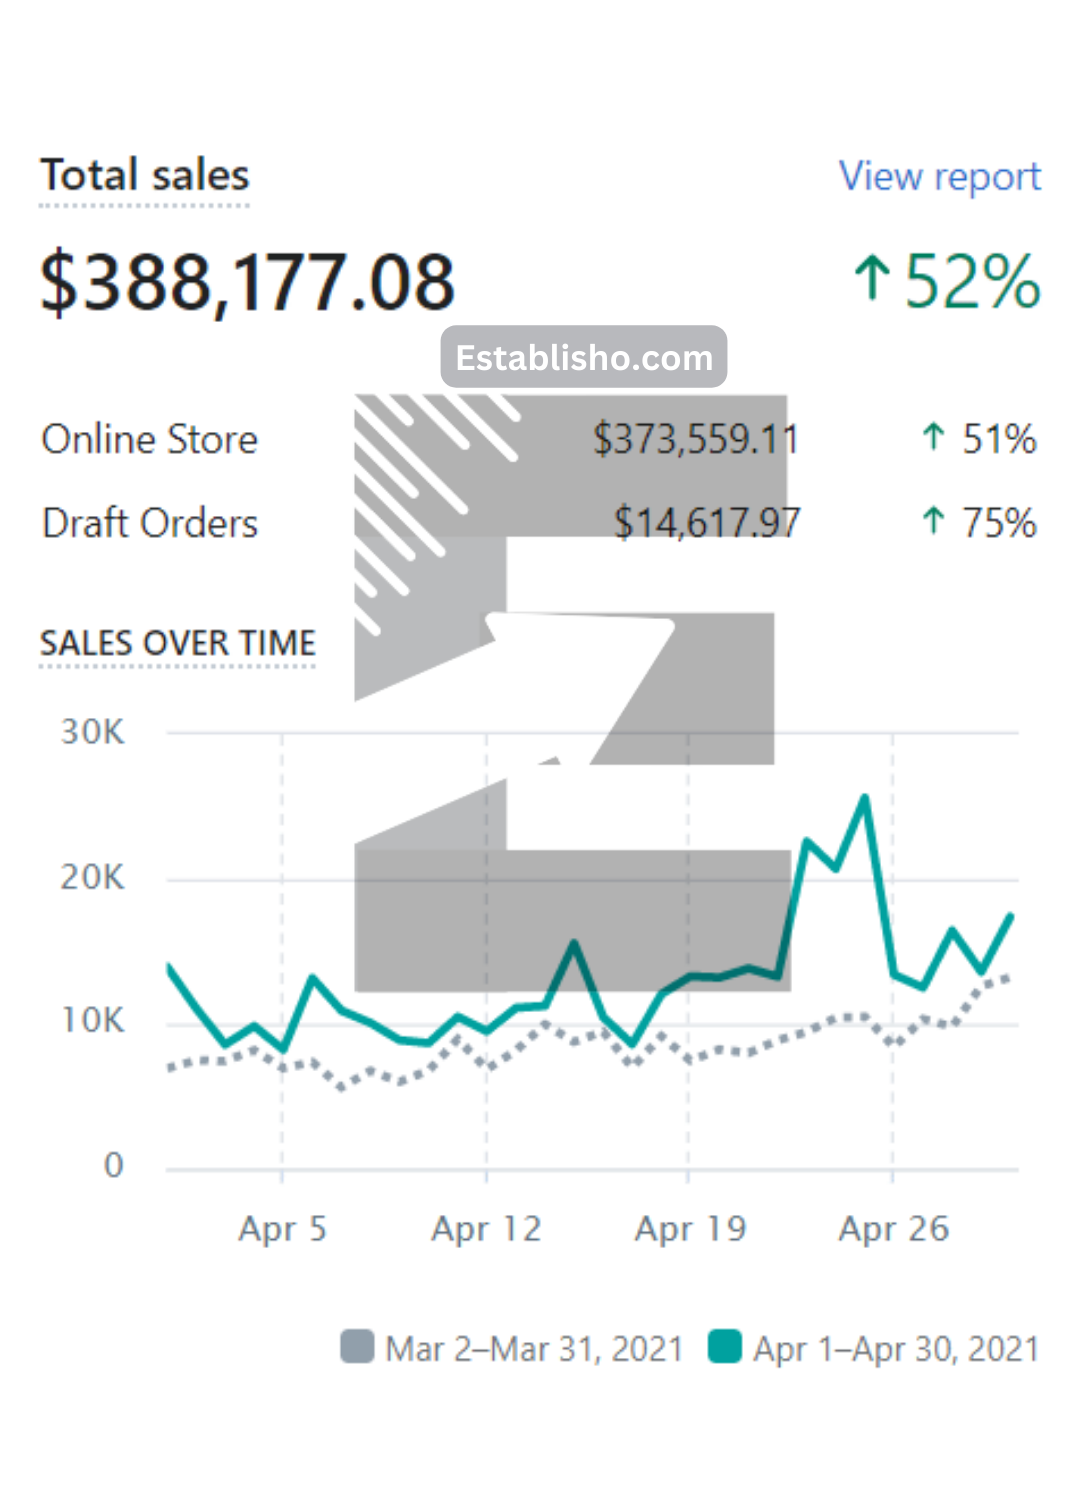 Total sales View report
$388,177.08 ↑ 52%
Establisho.com
Online Store $373,559.11 ↑ 51%
Draft Orders $14,617.97 ↑ 75%
SALES OVER TIME
30K
20K
10K
0
Apr 5 Apr 12 Apr 19 Apr 26
Mar 2–Mar 31, 2021 Apr 1–Apr 30, 2021